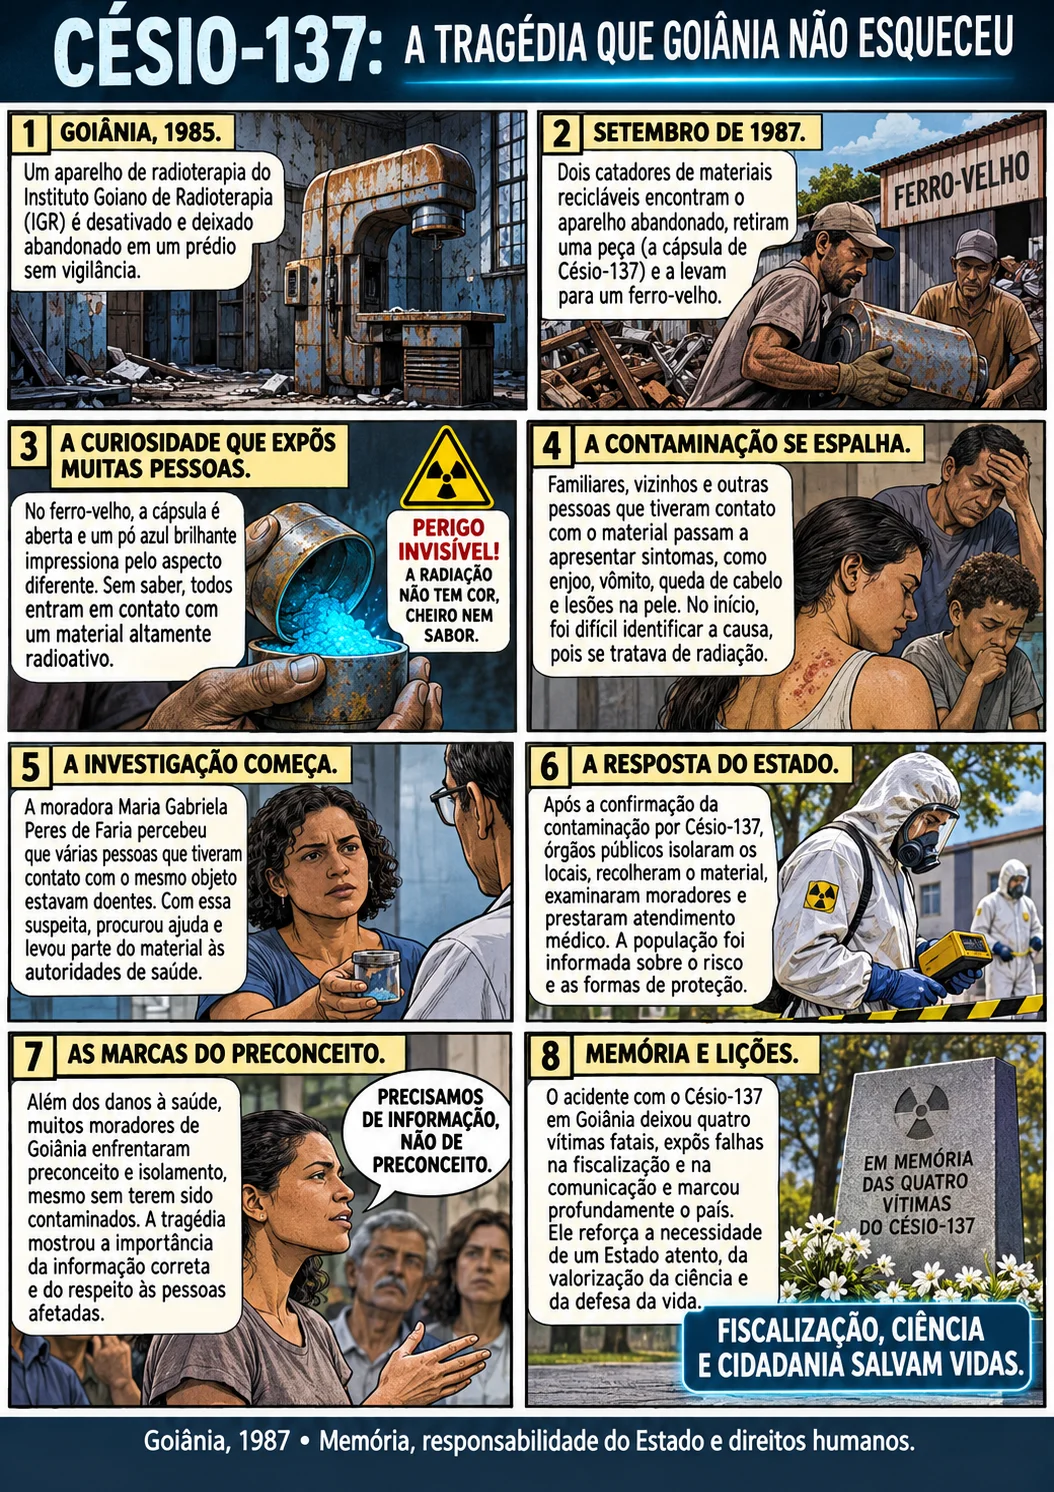 CÉSIO-137: A TRAGÉDIA QUE GOIÂNIA NÃO ESQUECEU
1 GOIÂNIA, 1985.
Um aparelho de radioterapia do
Instituto Goiano de Radioterapia
(IGR) é desativado e deixado
abandonado em um prédio
sem vigilância.
2 SETEMBRO DE 1987.
Dois catadores de materiais
recicláveis encontram o
aparelho abandonado, retiram
uma peça (a cápsula de
Césio-137) e a levam
para um ferro-velho.
FERRO-VELHO
3 A CURIOSIDADE QUE EXPÕS
MUITAS PESSOAS.
No ferro-velho, a cápsula é
aberta e um pó azul brilhante
impressiona pelo aspecto
diferente. Sem saber, todos
entram em contato com
um material altamente
radioativo.
PERIGO
INVISÍVEL!
A RADIAÇÃO
NÃO TEM COR,
CHEIRO NEM
SABOR.
4 A CONTAMINAÇÃO SE ESPALHA.
Familiares, vizinhos e outras
pessoas que tiveram contato
com o material passam a
apresentar sintomas, como
enjoo, vômito, queda de cabelo
e lesões na pele. No início,
foi difícil identificar a causa,
pois se tratava de radiação.
5 A INVESTIGAÇÃO COMEÇA.
A moradora Maria Gabriela
Peres de Faria percebeu
que várias pessoas que tiveram
contato com o mesmo objeto
estavam doentes. Com essa
suspeita, procurou ajuda e
levou parte do material às
autoridades de saúde.
6 A RESPOSTA DO ESTADO.
Após a confirmação da
contaminação por Césio-137,
órgãos públicos isolaram os
locais, recolheram o material,
examinaram moradores e
prestaram atendimento
médico. A população foi
informada sobre o risco
e as formas de proteção.
7 AS MARCAS DO PRECONCEITO.
Além dos danos à saúde,
muitos moradores de
Goiânia enfrentaram
preconceito e isolamento,
mesmo sem terem sido
contaminados. A tragédia
mostrou a importância
da informação correta
e do respeito às pessoas
afetadas.
PRECISAMOS
DE INFORMAÇÃO,
NÃO DE
PRECONCEITO.
8 MEMÓRIA E LIÇÕES.
O acidente com o Césio-137
em Goiânia deixou quatro
vítimas fatais, expôs falhas
na fiscalização e na
comunicação e marcou
profundamente o país.
Ele reforça a necessidade
de um Estado atento, da
valorização da ciência e
da defesa da vida.
EM MEMÓRIA
DAS QUATRO
VÍTIMAS
DO CÉSIO-137
FISCALIZAÇÃO, CIÊNCIA
E CIDADANIA SALVAM VIDAS.
Goiânia, 1987 • Memória, responsabilidade do Estado e direitos humanos.